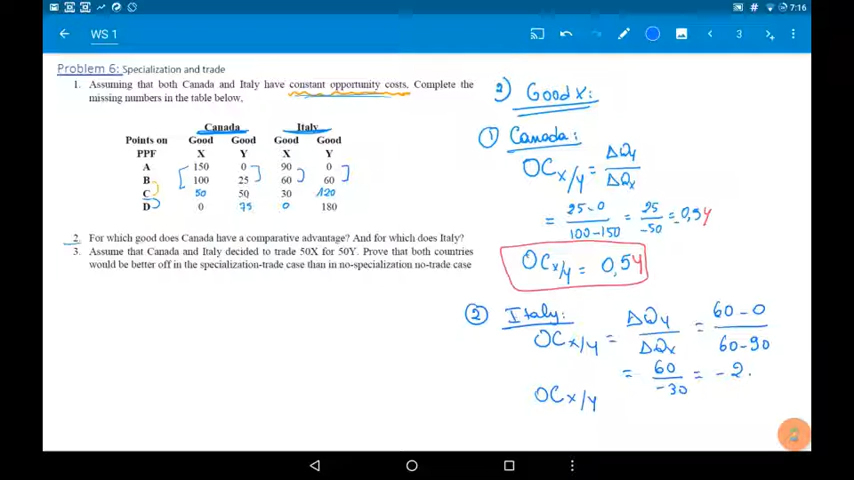 7:16
WS 1
3
Problem 6: Specialization and trade
1. Assuming that both Canada and Italy have constant opportunity costs. Complete the
missing numbers in the table below,
Canada Italy
Points on Good Good Good Good
PPF X Y X Y
A 150 0 90 0
B 100 25 60 60
C 50 50 30 120
D 0 75 0 180
2. For which good does Canada have a comparative advantage? And for which does Italy?
3. Assume that Canada and Italy decided to trade 50X for 50Y. Prove that both countries
would be better off in the specialization-trade case than in no-specialization no-trade case
2) Good X:
① Canada:
OCx/y = ΔQy / ΔQx
= 25-0 / 100-150 = 25 / -50 = 0,5Y
OCx/y = 0,5Y
② Italy:
OCx/y = ΔQy / ΔQx = 60-0 / 60-90
= 60 / -30 = -2.
OCx/y
2